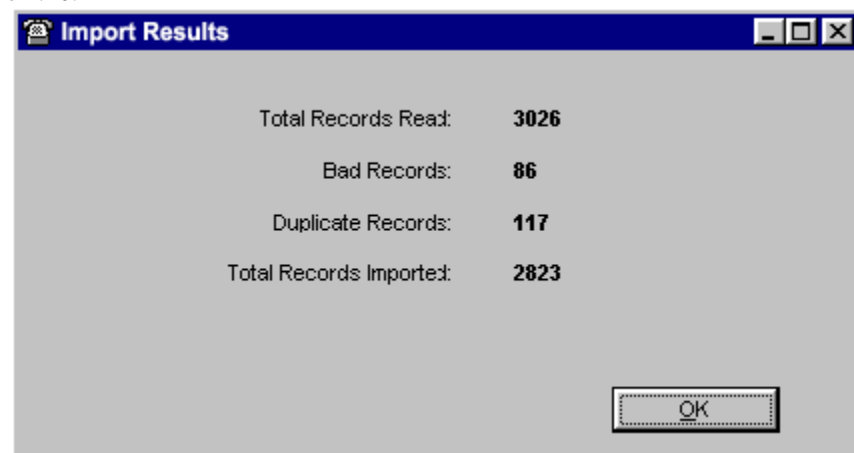 Import Results
Total Records Read: 3026
Bad Records: 86
Duplicate Records: 117
Total Records Imported: 2823
OK